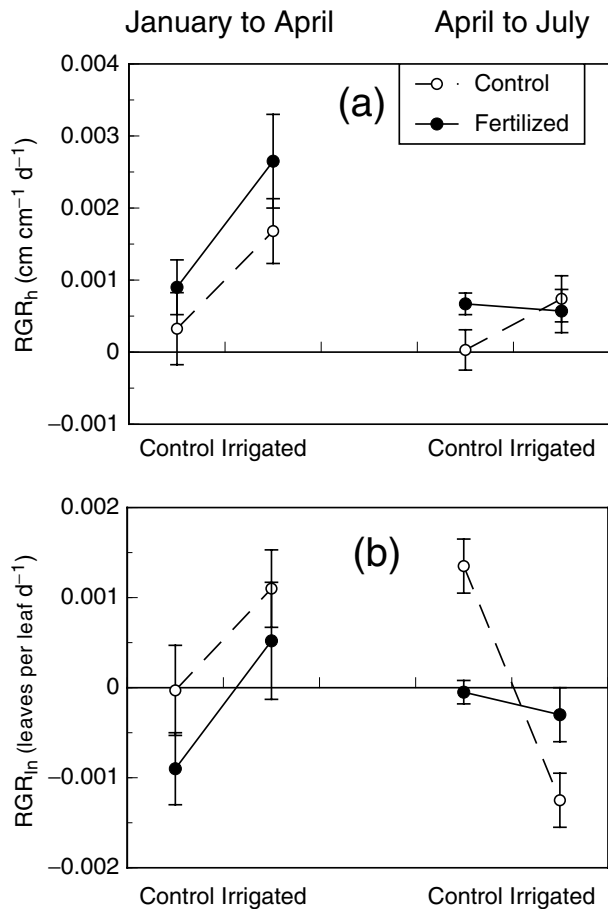 January to April April to July
0.004
0.003
0.002
0.001
0
−0.001
RGRh (cm cm−1 d−1)
(a)
Control
Fertilized
Control Irrigated Control Irrigated
0.002
0.001
0
−0.001
−0.002
RGRln (leaves per leaf d−1)
(b)
Control Irrigated Control Irrigated